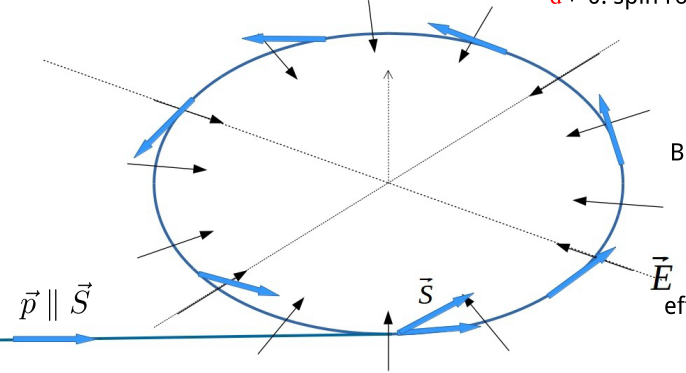 B
E⃗
ef
s⃗
p⃗ ∥ S⃗